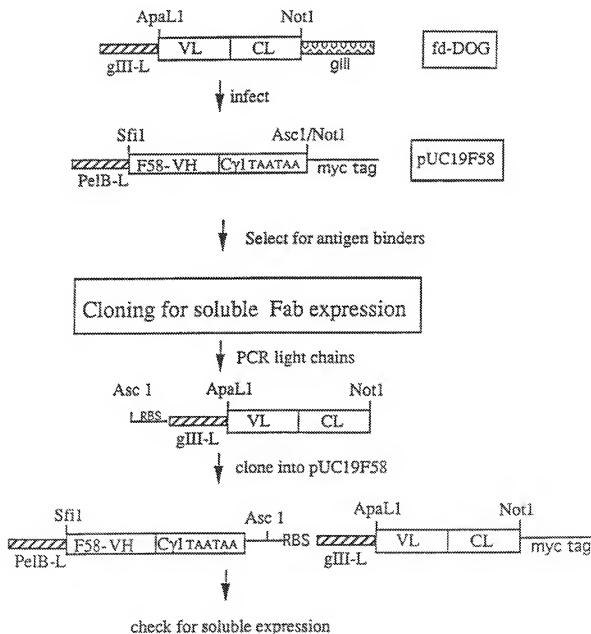 ApaL1 Not1
VL CL
gIII-L gIII
fd-DOG
infect
Sfi1 Asc1/Not1
F58-VH Cγ1 TAATAA
PelB-L myc tag
pUC19F58
Select for antigen binders
Cloning for soluble Fab expression
PCR light chains
Asc 1 ApaL1 Not1
RBS VL CL
gIII-L
clone into pUC19F58
Sfi1 Asc 1 ApaL1 Not1
F58-VH Cγ1 TAATAA RBS VL CL
PelB-L gIII-L myc tag
check for soluble expression